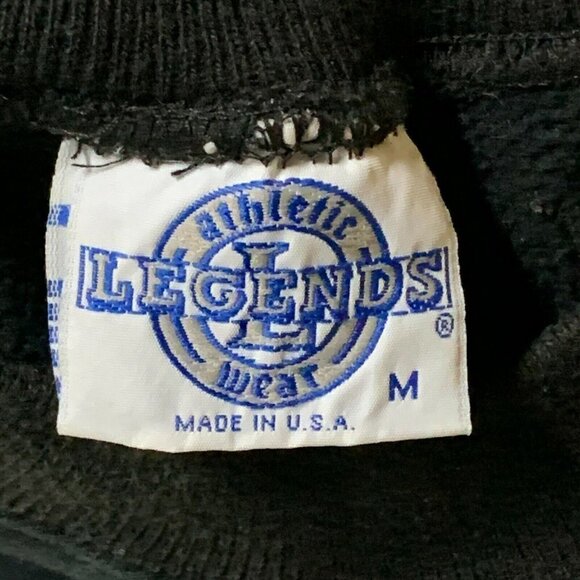 athletic
L
LEGENDS®
wear
M
MADE IN U.S.A.